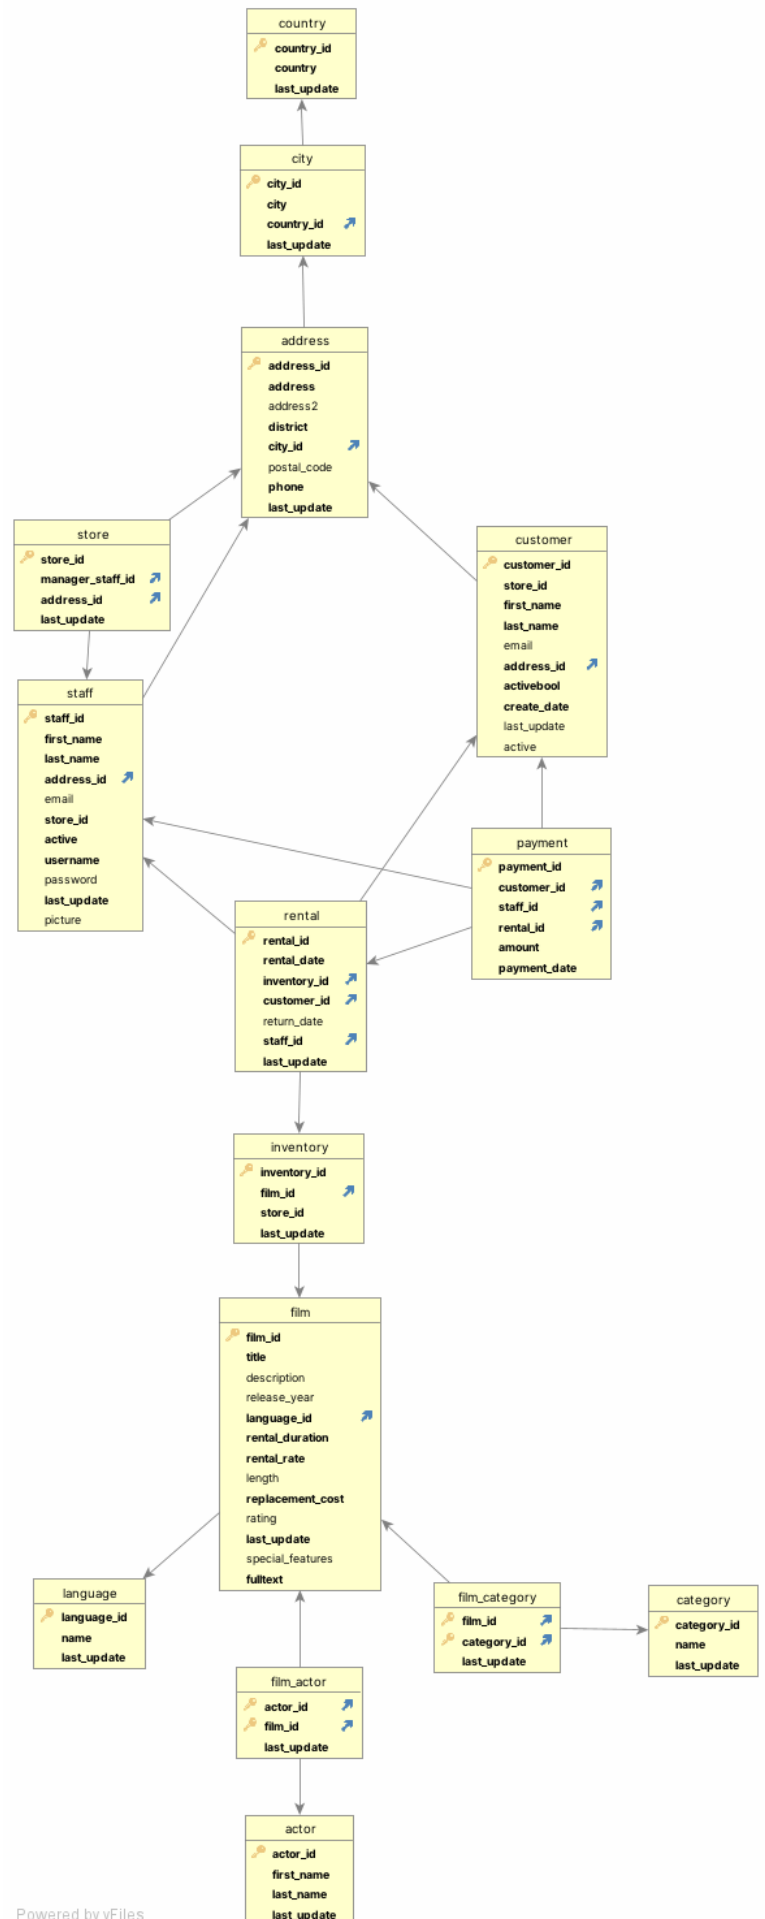 country
country_id
country
last_update
city
city_id
city
country_id
last_update
address
address_id
address
address2
district
city_id
postal_code
phone
last_update
store
store_id
manager_staff_id
address_id
last_update
customer
customer_id
store_id
first_name
last_name
email
address_id
activebool
create_date
last_update
active
staff
staff_id
first_name
last_name
address_id
email
store_id
active
username
password
last_update
picture
payment
payment_id
customer_id
staff_id
rental_id
amount
payment_date
rental
rental_id
rental_date
inventory_id
customer_id
return_date
staff_id
last_update
inventory
inventory_id
film_id
store_id
last_update
film
film_id
title
description
release_year
language_id
rental_duration
rental_rate
length
replacement_cost
rating
last_update
special_features
fulltext
language
language_id
name
last_update
film_category
film_id
category_id
last_update
category
category_id
name
last_update
film_actor
actor_id
film_id
last_update
actor
actor_id
first_name
last_name
last_update
Powered by yFiles